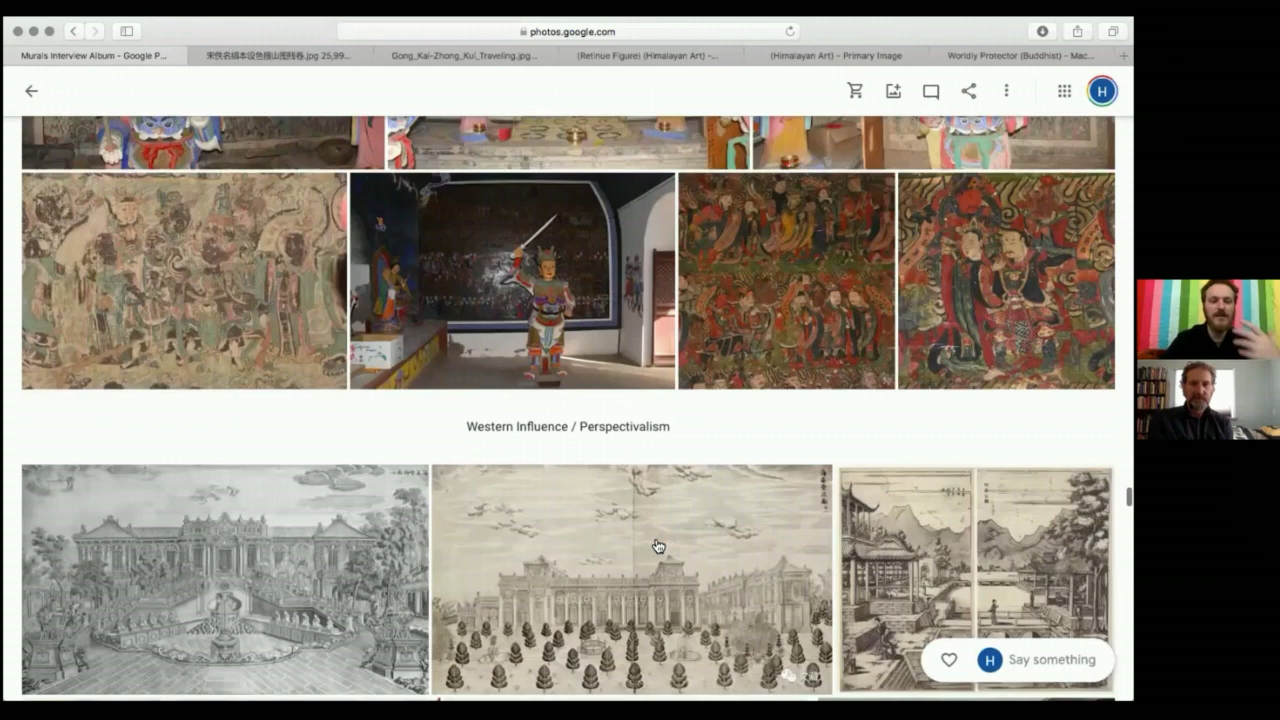 photos.google.com
Murals Interview Album - Google P...
宋佚名绢本设色搜山图残卷.jpg 25,99...
Gong_Kai-Zhong_Kui_Traveling.jpg...
(Retinue Figure) (Himalayan Art) –...
(Himalayan Art) – Primary Image
Worldly Protector (Buddhist) – Mac...
H
Western Influence / Perspectivalism
H
Say something